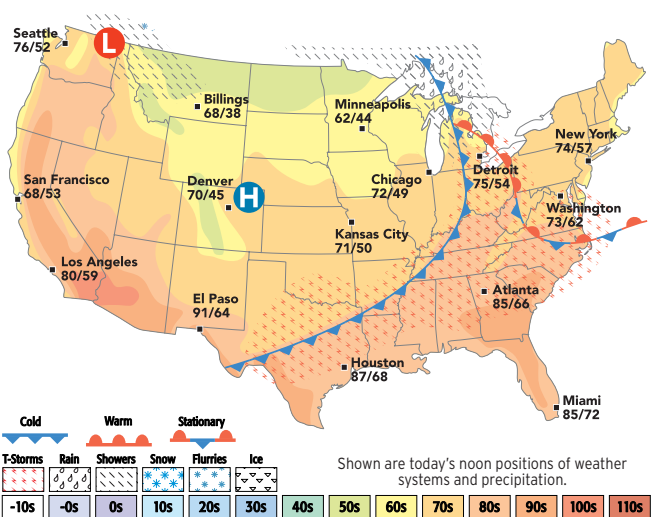 Seattle
76/52
L
Billings
68/38
Minneapolis
62/44
New York
74/57
Detroit
75/54
San Francisco
68/53
Denver
70/45
H
Chicago
72/49
Washington
73/62
Kansas City
71/50
Los Angeles
80/59
El Paso
91/64
Atlanta
85/66
Houston
87/68
Miami
85/72
Cold
Warm
Stationary
T-Storms
Rain
Showers
Snow
Flurries
Ice
Shown are today's noon positions of weather
systems and precipitation.
-10s -0s 0s 10s 20s 30s 40s 50s 60s 70s 80s 90s 100s 110s